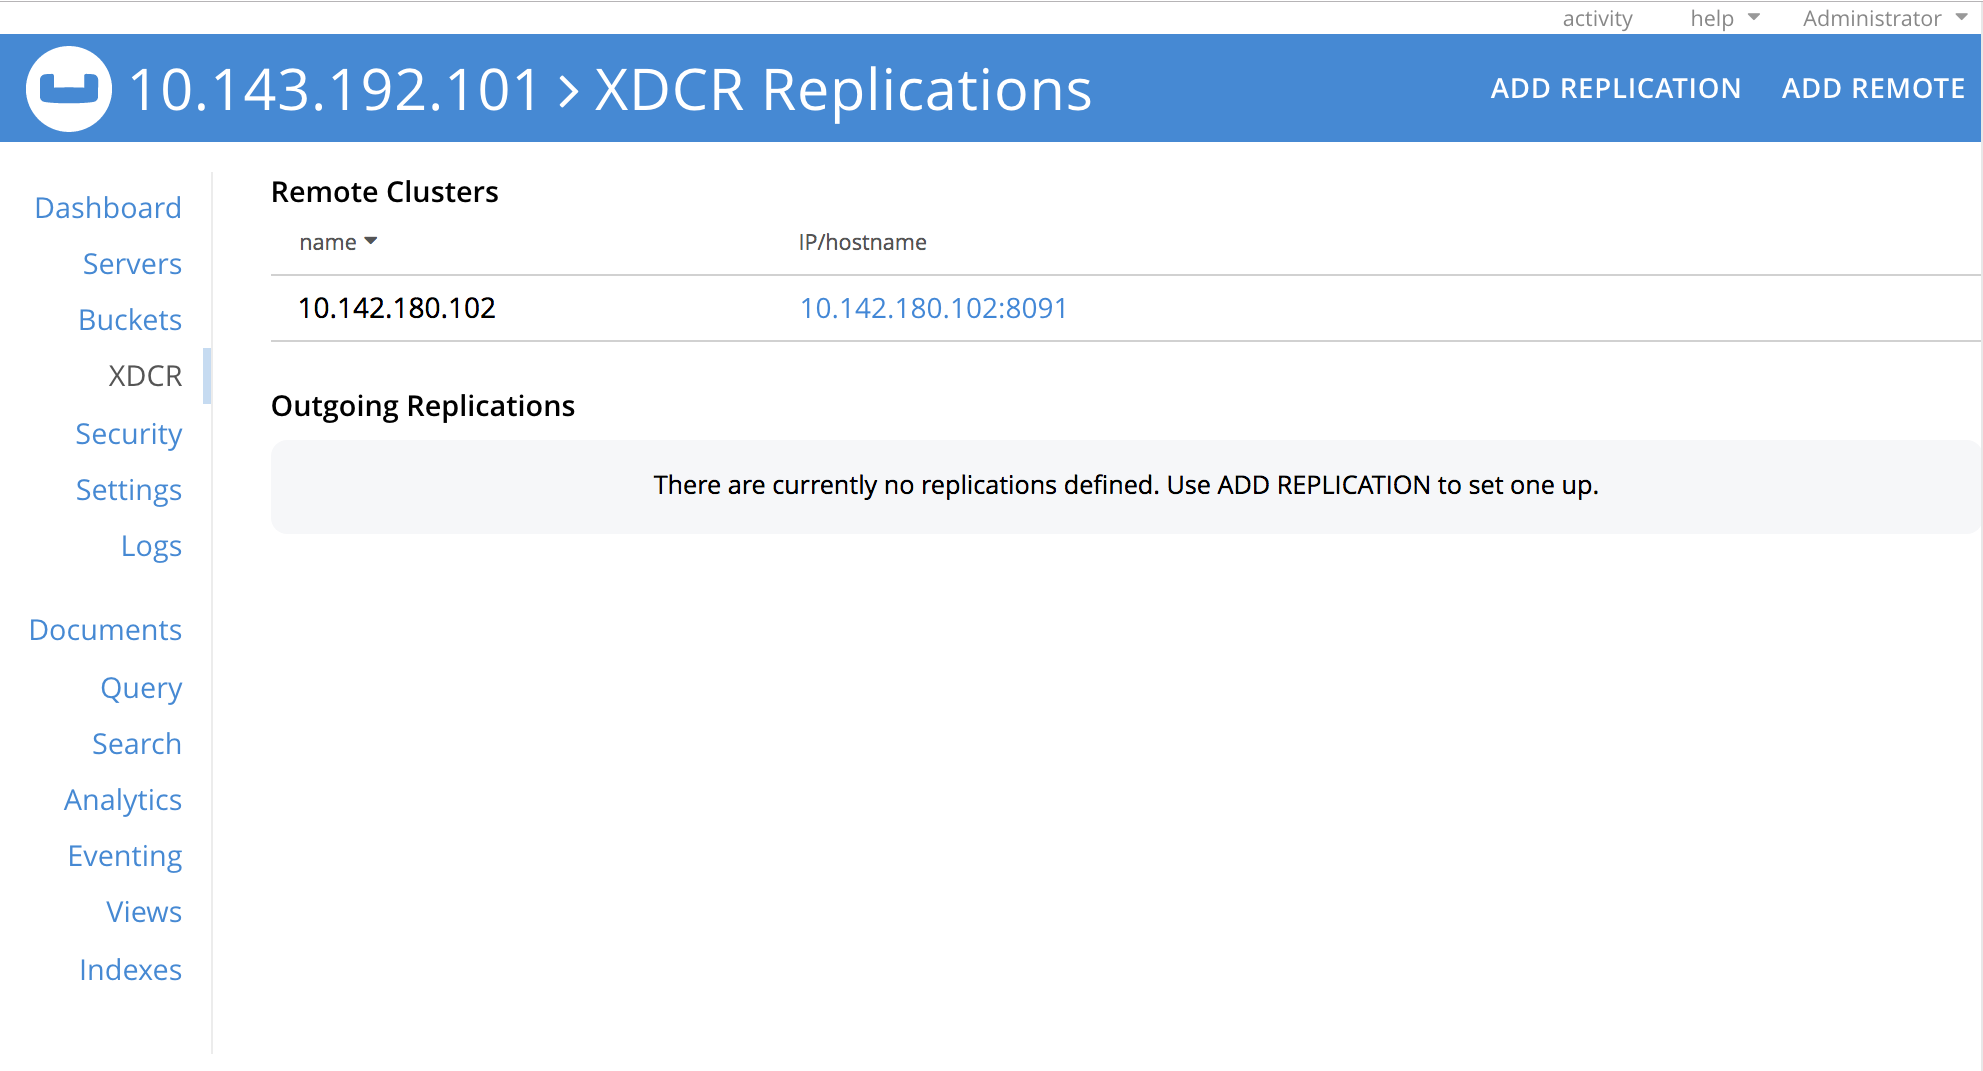 activity help Administrator
10.143.192.101 > XDCR Replications ADD REPLICATION ADD REMOTE
Dashboard
Servers
Buckets
XDCR
Security
Settings
Logs
Documents
Query
Search
Analytics
Eventing
Views
Indexes
Remote Clusters
name IP/hostname
10.142.180.102 10.142.180.102:8091
Outgoing Replications
There are currently no replications defined. Use ADD REPLICATION to set one up.